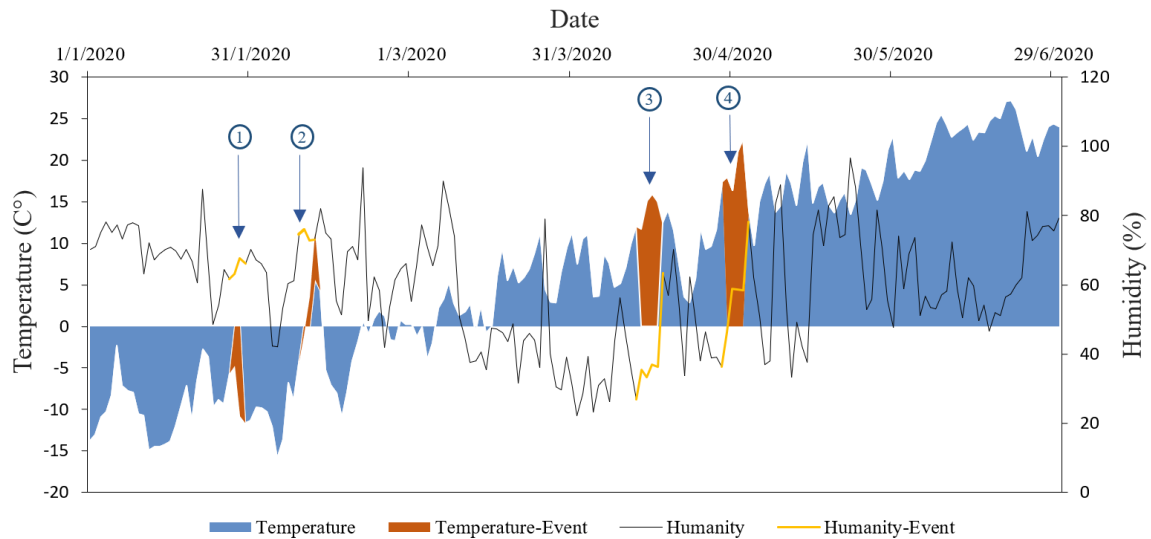 Date
1/1/2020 31/1/2020 1/3/2020 31/3/2020 30/4/2020 30/5/2020 29/6/2020
30 120
25 100
20 80
15 60
10 40
5 20
0 0
-5
-10
-15
-20
Temperature (C°)
Humidity (%)
1 2 3 4
Temperature Temperature-Event Humanity Humanity-Event